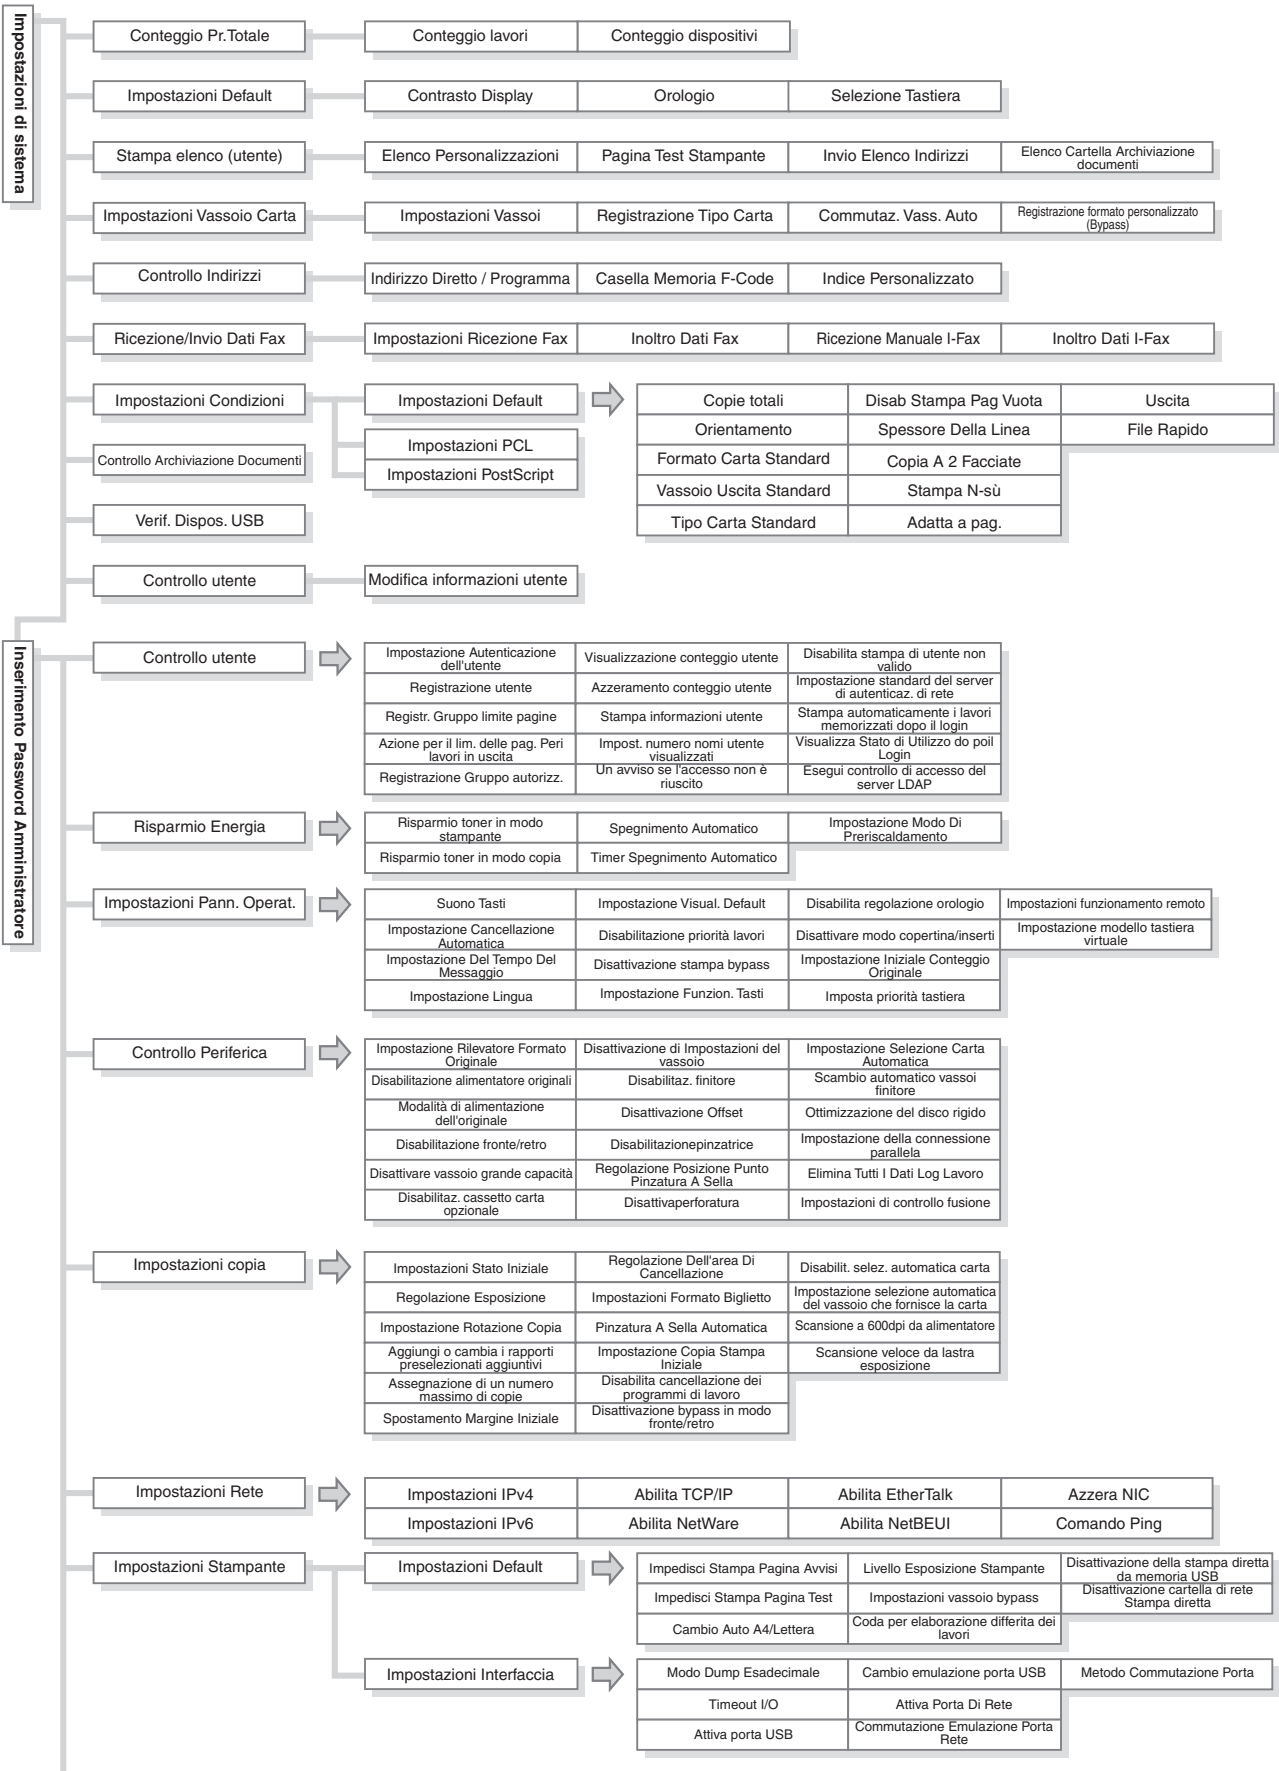 Impostazioni di sistema
Conteggio Pr.Totale
Conteggio lavori
Conteggio dispositivi
Impostazioni Default
Contrasto Display
Orologio
Selezione Tastiera
Stampa elenco (utente)
Elenco Personalizzazioni
Pagina Test Stampante
Invio Elenco Indirizzi
Elenco Cartella Archiviazione
documenti
Impostazioni Vassoio Carta
Impostazioni Vassoi
Registrazione Tipo Carta
Commutaz. Vass. Auto
Registrazione formato personalizzato
(Bypass)
Controllo Indirizzi
Indirizzo Diretto / Programma
Casella Memoria F-Code
Indice Personalizzato
Ricezione/Invio Dati Fax
Impostazioni Ricezione Fax
Inoltro Dati Fax
Ricezione Manuale I-Fax
Inoltro Dati I-Fax
Impostazioni Condizioni
Impostazioni Default
Copie totali
Disab Stampa Pag Vuota
Uscita
Orientamento
Spessore Della Linea
File Rapido
Impostazioni PCL
Formato Carta Standard
Copia A 2 Facciate
Controllo Archiviazione Documenti
Impostazioni PostScript
Vassoio Uscita Standard
Stampa N-sù
Verif. Dispos. USB
Tipo Carta Standard
Adatta a pag.
Controllo utente
Modifica informazioni utente
Inserimento Password Amministratore
Controllo utente
Impostazione Autenticazione
dell'utente
Visualizzazione conteggio utente
Disabilita stampa di utente non
valido
Registrazione utente
Azzeramento conteggio utente
Impostazione standard del server
di autenticaz. di rete
Registr. Gruppo limite pagine
Stampa informazioni utente
Stampa automaticamente i lavori
memorizzati dopo il login
Azione per il lim. delle pag. Peri
lavori in uscita
Impost. numero nomi utente
visualizzati
Visualizza Stato di Utilizzo do poil
Login
Registrazione Gruppo autorizz.
Un avviso se l'accesso non è
riuscito
Esegui controllo di accesso del
server LDAP
Risparmio Energia
Risparmio toner in modo
stampante
Spegnimento Automatico
Impostazione Modo Di
Preriscaldamento
Risparmio toner in modo copia
Timer Spegnimento Automatico
Impostazioni Pann. Operat.
Suono Tasti
Impostazione Visual. Default
Disabilita regolazione orologio
Impostazioni funzionamento remoto
Impostazione Cancellazione
Automatica
Disabilitazione priorità lavori
Disattivare modo copertina/inserti
Impostazione modello tastiera
virtuale
Impostazione Del Tempo Del
Messaggio
Disattivazione stampa bypass
Impostazione Iniziale Conteggio
Originale
Impostazione Lingua
Impostazione Funzion. Tasti
Imposta priorità tastiera
Controllo Periferica
Impostazione Rilevatore Formato
Originale
Disattivazione di Impostazioni del
vassoio
Impostazione Selezione Carta
Automatica
Disabilitazione alimentatore originali
Disabilitaz. finitore
Scambio automatico vassoi
finitore
Modalità di alimentazione
dell'originale
Disattivazione Offset
Ottimizzazione del disco rigido
Disabilitazione fronte/retro
Disabilitazionepinzatrice
Impostazione della connessione
parallela
Disattivare vassoio grande capacità
Regolazione Posizione Punto
Pinzatura A Sella
Elimina Tutti I Dati Log Lavoro
Disabilitaz. cassetto carta
opzionale
Disattivaperforatura
Impostazioni di controllo fusione
Impostazioni copia
Impostazioni Stato Iniziale
Regolazione Dell'area Di
Cancellazione
Disabilit. selez. automatica carta
Regolazione Esposizione
Impostazioni Formato Biglietto
Impostazione selezione automatica
del vassoio che fornisce la carta
Impostazione Rotazione Copia
Pinzatura A Sella Automatica
Scansione a 600dpi da alimentatore
Aggiungi o cambia i rapporti
preselezionati aggiuntivi
Impostazione Copia Stampa
Iniziale
Scansione veloce da lastra
esposizione
Assegnazione di un numero
massimo di copie
Disabilita cancellazione dei
programmi di lavoro
Spostamento Margine Iniziale
Disattivazione bypass in modo
fronte/retro
Impostazioni Rete
Impostazioni IPv4
Abilita TCP/IP
Abilita EtherTalk
Azzera NIC
Impostazioni IPv6
Abilita NetWare
Abilita NetBEUI
Comando Ping
Impostazioni Stampante
Impostazioni Default
Impedisci Stampa Pagina Avvisi
Livello Esposizione Stampante
Disattivazione della stampa diretta
da memoria USB
Impedisci Stampa Pagina Test
Impostazioni vassoio bypass
Disattivazione cartella di rete
Stampa diretta
Cambio Auto A4/Lettera
Coda per elaborazione differita dei
lavori
Impostazioni Interfaccia
Modo Dump Esadecimale
Cambio emulazione porta USB
Metodo Commutazione Porta
Timeout I/O
Attiva Porta Di Rete
Attiva porta USB
Commutazione Emulazione Porta
Rete